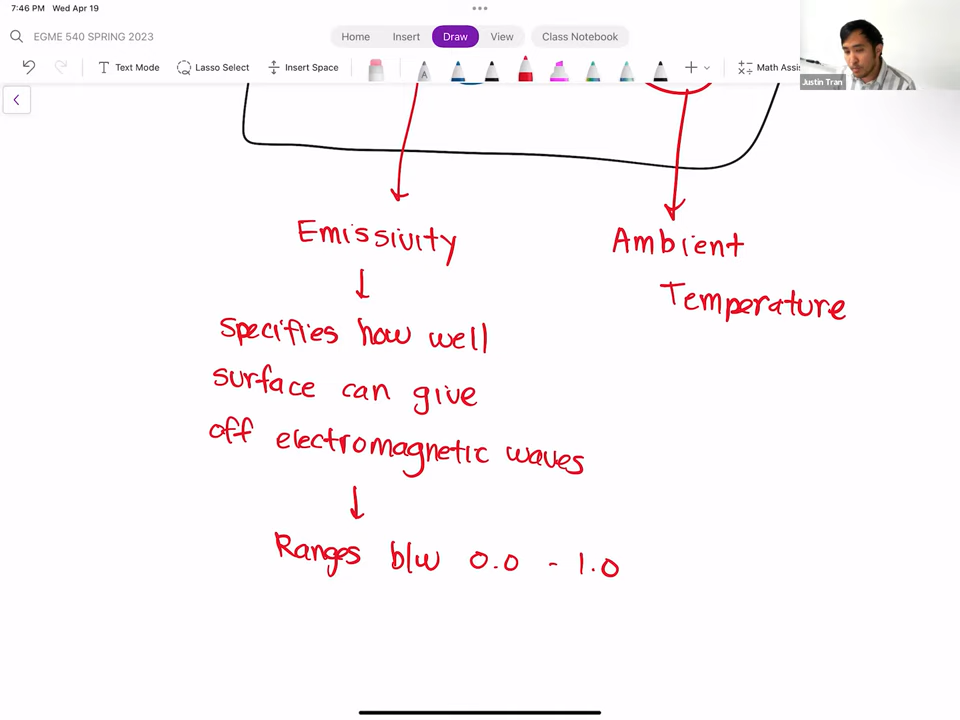 7:46 PM Wed Apr 19
EGME 540 SPRING 2023
Home Insert Draw View Class Notebook
Text Mode Lasso Select Insert Space A Math Assis
Justin Tran
Emissivity
Ambient
Temperature
specifies how well
surface can give
off electromagnetic waves
Ranges b/w 0.0 - 1.0